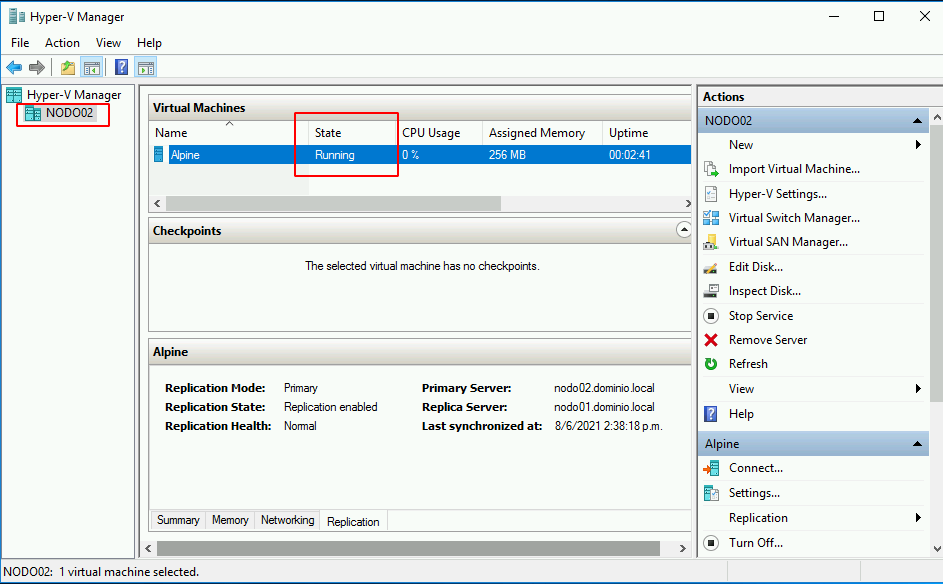 Hyper-V Manager
File Action View Help
Hyper-V Manager
NODO02
Virtual Machines
Name State CPU Usage Assigned Memory Uptime
Alpine Running 0 % 256 MB 00:02:41
Checkpoints
The selected virtual machine has no checkpoints.
Alpine
Replication Mode: Primary Primary Server: nodo02.dominio.local
Replication State: Replication enabled Replica Server: nodo01.dominio.local
Replication Health: Normal Last synchronized at: 8/6/2021 2:38:18 p.m.
Summary Memory Networking Replication
Actions
NODO02
New
Import Virtual Machine...
Hyper-V Settings...
Virtual Switch Manager...
Virtual SAN Manager...
Edit Disk...
Inspect Disk...
Stop Service
Remove Server
Refresh
View
Help
Alpine
Connect...
Settings...
Replication
Turn Off...
NODO02: 1 virtual machine selected.